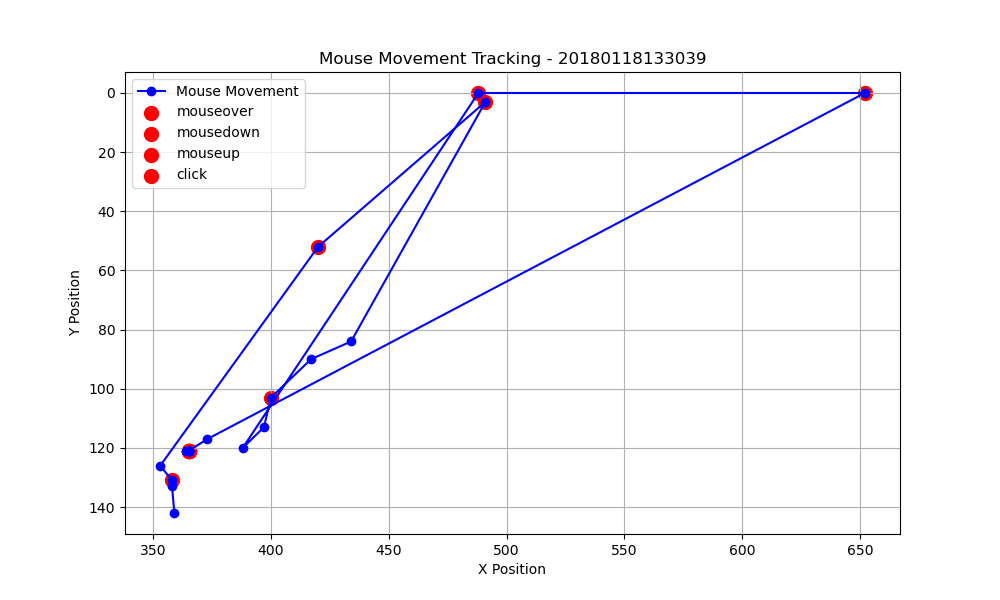 Mouse Movement Tracking - 20180118133039
Mouse Movement
mouseover
mousedown
mouseup
click
0
20
40
60
80
100
120
140
Y Position
350 400 450 500 550 600 650
X Position